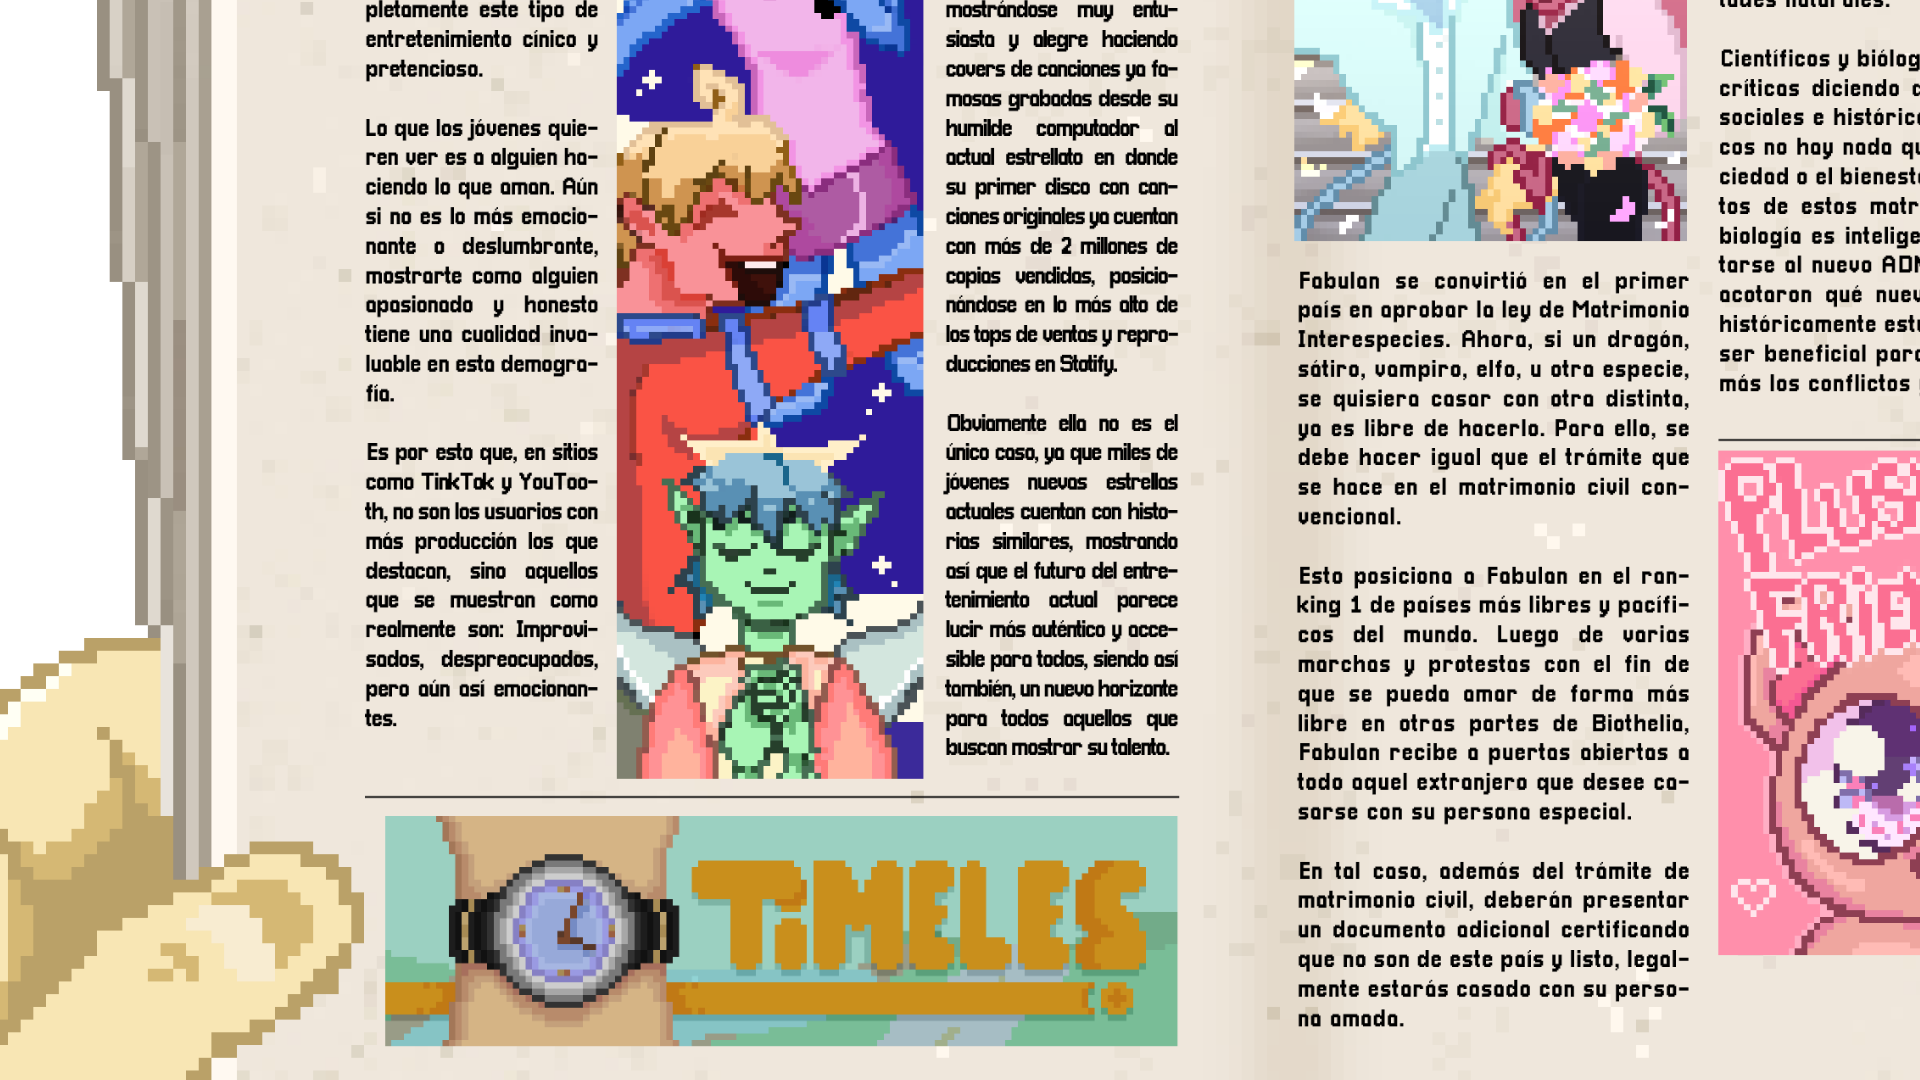 pletamente este tipo de
entretenimiento cínico y
pretencioso.
Lo que los jóvenes quie-
ren ver es a alguien ha-
ciendo lo que aman. Aún
si no es lo más emocio-
nante o deslumbrante,
mostrarte como alguien
apasionado y honesto
tiene una cualidad inva-
luable en esta demogra-
fía.
Es por esto que, en sitios
como TinkTok y YouToo-
th, no son los usuarios con
más producción los que
destacan, sino aquellos
que se muestran como
realmente son: Improvi-
sados, despreocupados,
pero aún así emocionan-
tes.
mostrándose muy entu-
siasta y alegre haciendo
covers de canciones ya fa-
mosas grabadas desde su
humilde computador al
actual estrellato en donde
su primer disco con can-
ciones originales ya cuentan
con más de 2 millones de
copias vendidas, posicio-
nándose en lo más alto de
los tops de ventas y repro-
ducciones en Stotify.
Obviamente ella no es el
único caso, ya que miles de
jóvenes nuevas estrellas
actuales cuentan con histo-
rias similares, mostrando
así que el futuro del entre-
tenimiento actual parece
lucir más auténtico y acce-
sible para todos, siendo así
también, un nuevo horizonte
para todos aquellos que
buscan mostrar su talento.
TiMELES
Fabulan se convirtió en el primer
país en aprobar la ley de Matrimonio
Interespecies. Ahora, si un dragón,
sátiro, vampiro, elfo, u otra especie,
se quisiera casar con otra distinta,
ya es libre de hacerlo. Para ello, se
debe hacer igual que el trámite que
se hace en el matrimonio civil con-
vencional.
Esto posiciona a Fabulan en el ran-
king 1 de países más libres y pacífi-
cos del mundo. Luego de varias
marchas y protestas con el fin de
que se pueda amar de forma más
libre en otras partes de Biothelia,
Fabulan recibe a puertas abiertas a
todo aquel extranjero que desee ca-
sarse con su persona especial.
En tal caso, además del trámite de
matrimonio civil, deberán presentar
un documento adicional certificando
que no son de este país y listo, legal-
mente estarás casado con su perso-
na amada.
Científicos y biólog
críticas diciendo
sociales e históric
cos no hay nada qu
ciedad o el bienest
tos de estos matr
biología es intelige
tarse al nuevo ADN
acotaron qué nuev
históricamente est
ser beneficial para
más los conflictos